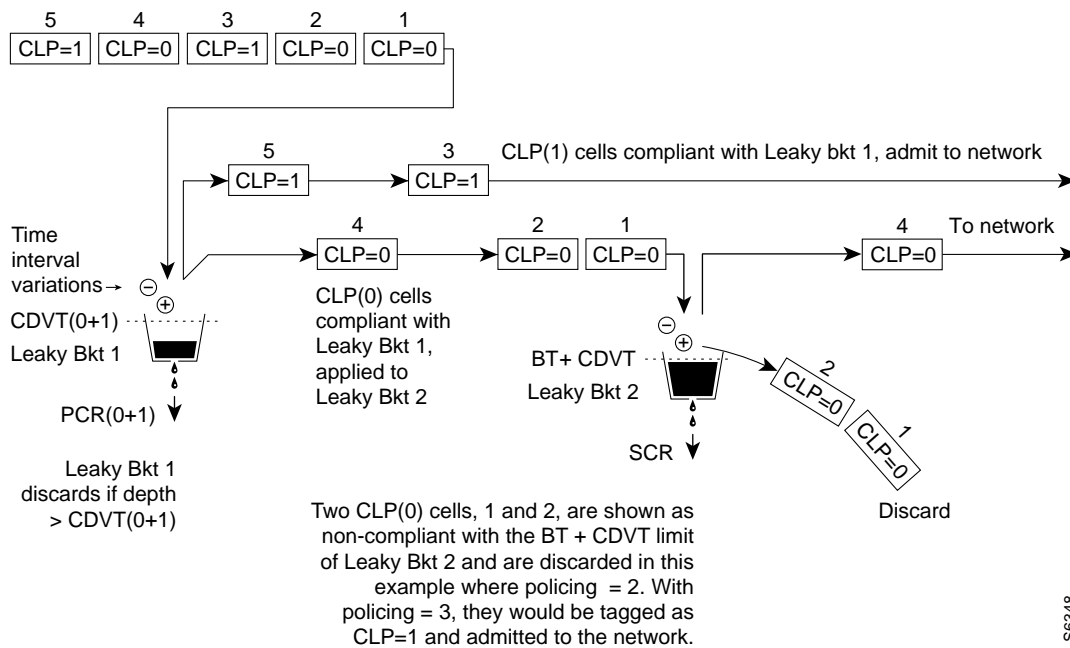 5 4 3 2 1
CLP=1 CLP=0 CLP=1 CLP=0 CLP=0
5 3 CLP(1) cells compliant with Leaky bkt 1, admit to network
CLP=1 CLP=1
4 2 1 4 To network
CLP=0 CLP=0 CLP=0 CLP=0
Time
interval
variations
− +
CDVT(0+1)
Leaky Bkt 1
PCR(0+1)
Leaky Bkt 1
discards if depth
> CDVT(0+1)
CLP(0) cells
compliant with
Leaky Bkt 1,
applied to
Leaky Bkt 2
− +
BT+ CDVT
Leaky Bkt 2
SCR
2
CLP=0
1
CLP=0
Discard
Two CLP(0) cells, 1 and 2, are shown as
non-compliant with the BT + CDVT limit
of Leaky Bkt 2 and are discarded in this
example where policing = 2. With
policing = 3, they would be tagged as
CLP=1 and admitted to the network.
S6348